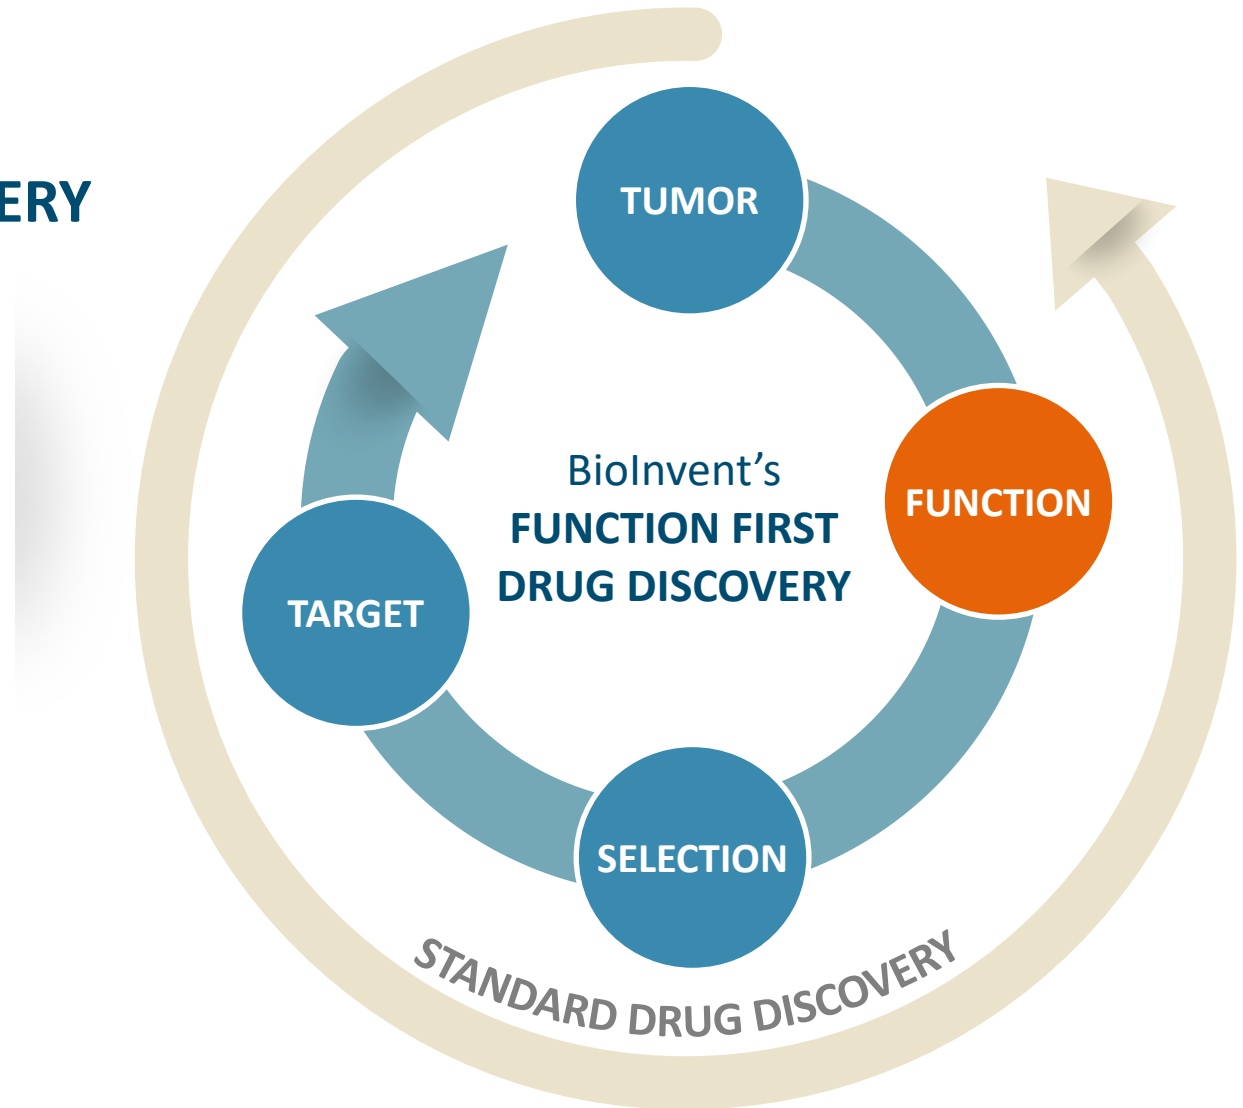 ERY
TUMOR
BioInvent’s
FUNCTION FIRST
DRUG DISCOVERY
FUNCTION
TARGET
SELECTION
STANDARD DRUG DISCOVERY